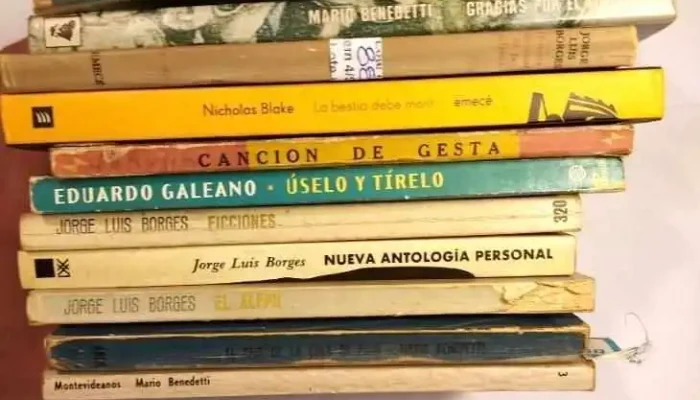 MARIO BENEDETTI GRACIAS POR EL
JORGE LUIS BORGES
Nicholas Blake La bestia debe morir emecé
CANCION DE GESTA
EDUARDO GALEANO · ÚSELO Y TÍRELO
JORGE LUIS BORGES FICCIONES 320
Jorge Luis Borges NUEVA ANTOLOGÍA PERSONAL
JORGE LUIS BORGES EL ALEPH
Montevideanos Mario Benedetti 3